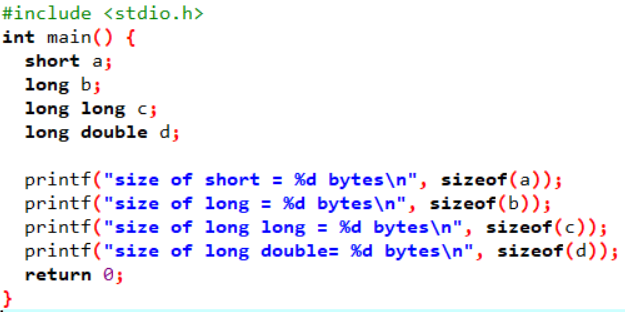 #include <stdio.h>
int main() {
short a;
long b;
long long c;
long double d;
printf("size of short = %d bytes\n", sizeof(a));
printf("size of long = %d bytes\n", sizeof(b));
printf("size of long long = %d bytes\n", sizeof(c));
printf("size of long double= %d bytes\n", sizeof(d));
return 0;
}